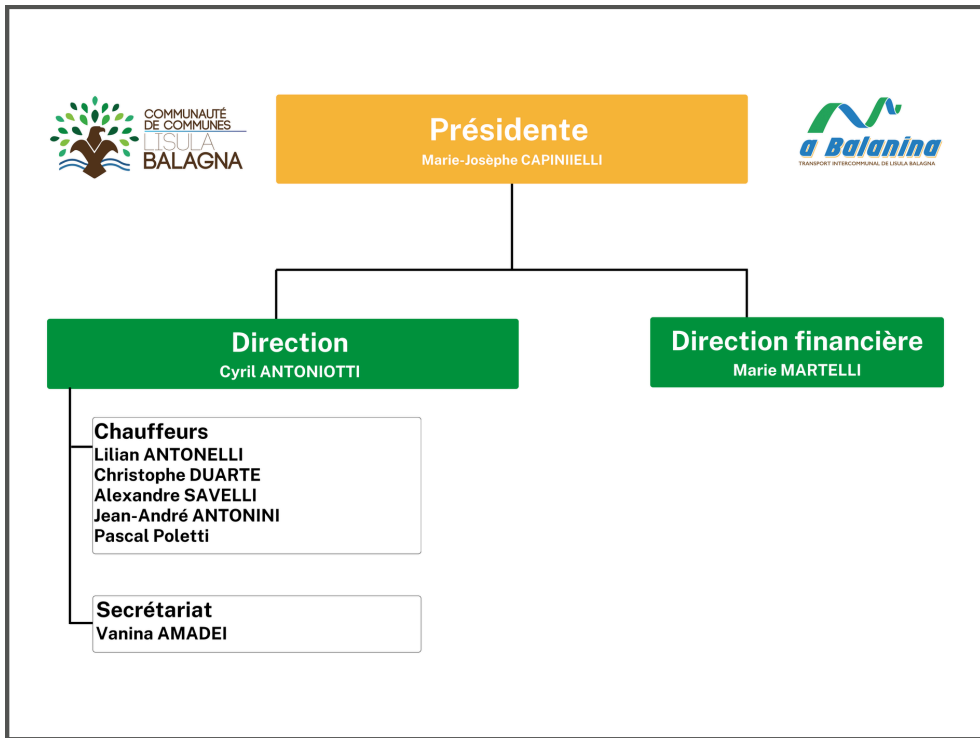 COMMUNAUTÉ
DE COMMUNES
LISULA
BALAGNA
Présidente
Marie-Josèphe CAPINIIELLI
a Balanina
TRANSPORT INTERCOMMUNAL DE LISULA BALAGNA
Direction
Cyril ANTONIOTTI
Direction financière
Marie MARTELLI
Chauffeurs
Lilian ANTONELLI
Christophe DUARTE
Alexandre SAVELLI
Jean-André ANTONINI
Pascal Poletti
Secrétariat
Vanina AMADEI